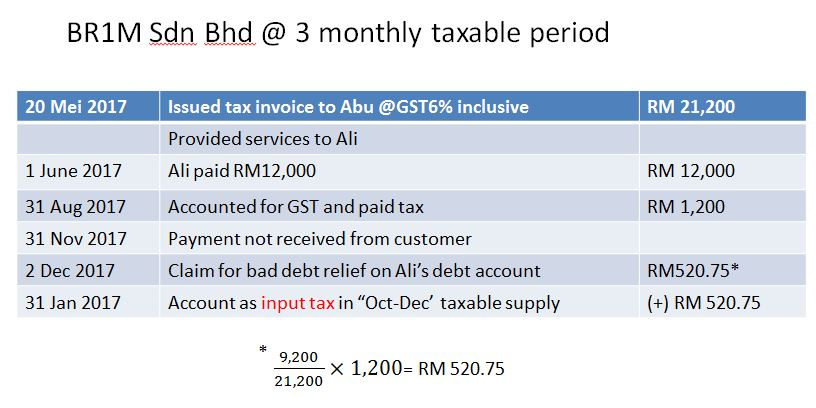 BR1M Sdn Bhd @ 3 monthly taxable period
20 Mei 2017 Issued tax invoice to Abu @GST6% inclusive RM 21,200
Provided services to Ali
1 June 2017 Ali paid RM12,000 RM 12,000
31 Aug 2017 Accounted for GST and paid tax RM 1,200
31 Nov 2017 Payment not received from customer
2 Dec 2017 Claim for bad debt relief on Ali's debt account RM520.75*
31 Jan 2017 Account as input tax in "Oct-Dec' taxable supply (+) RM 520.75
* 9,200/21,200 × 1,200= RM 520.75